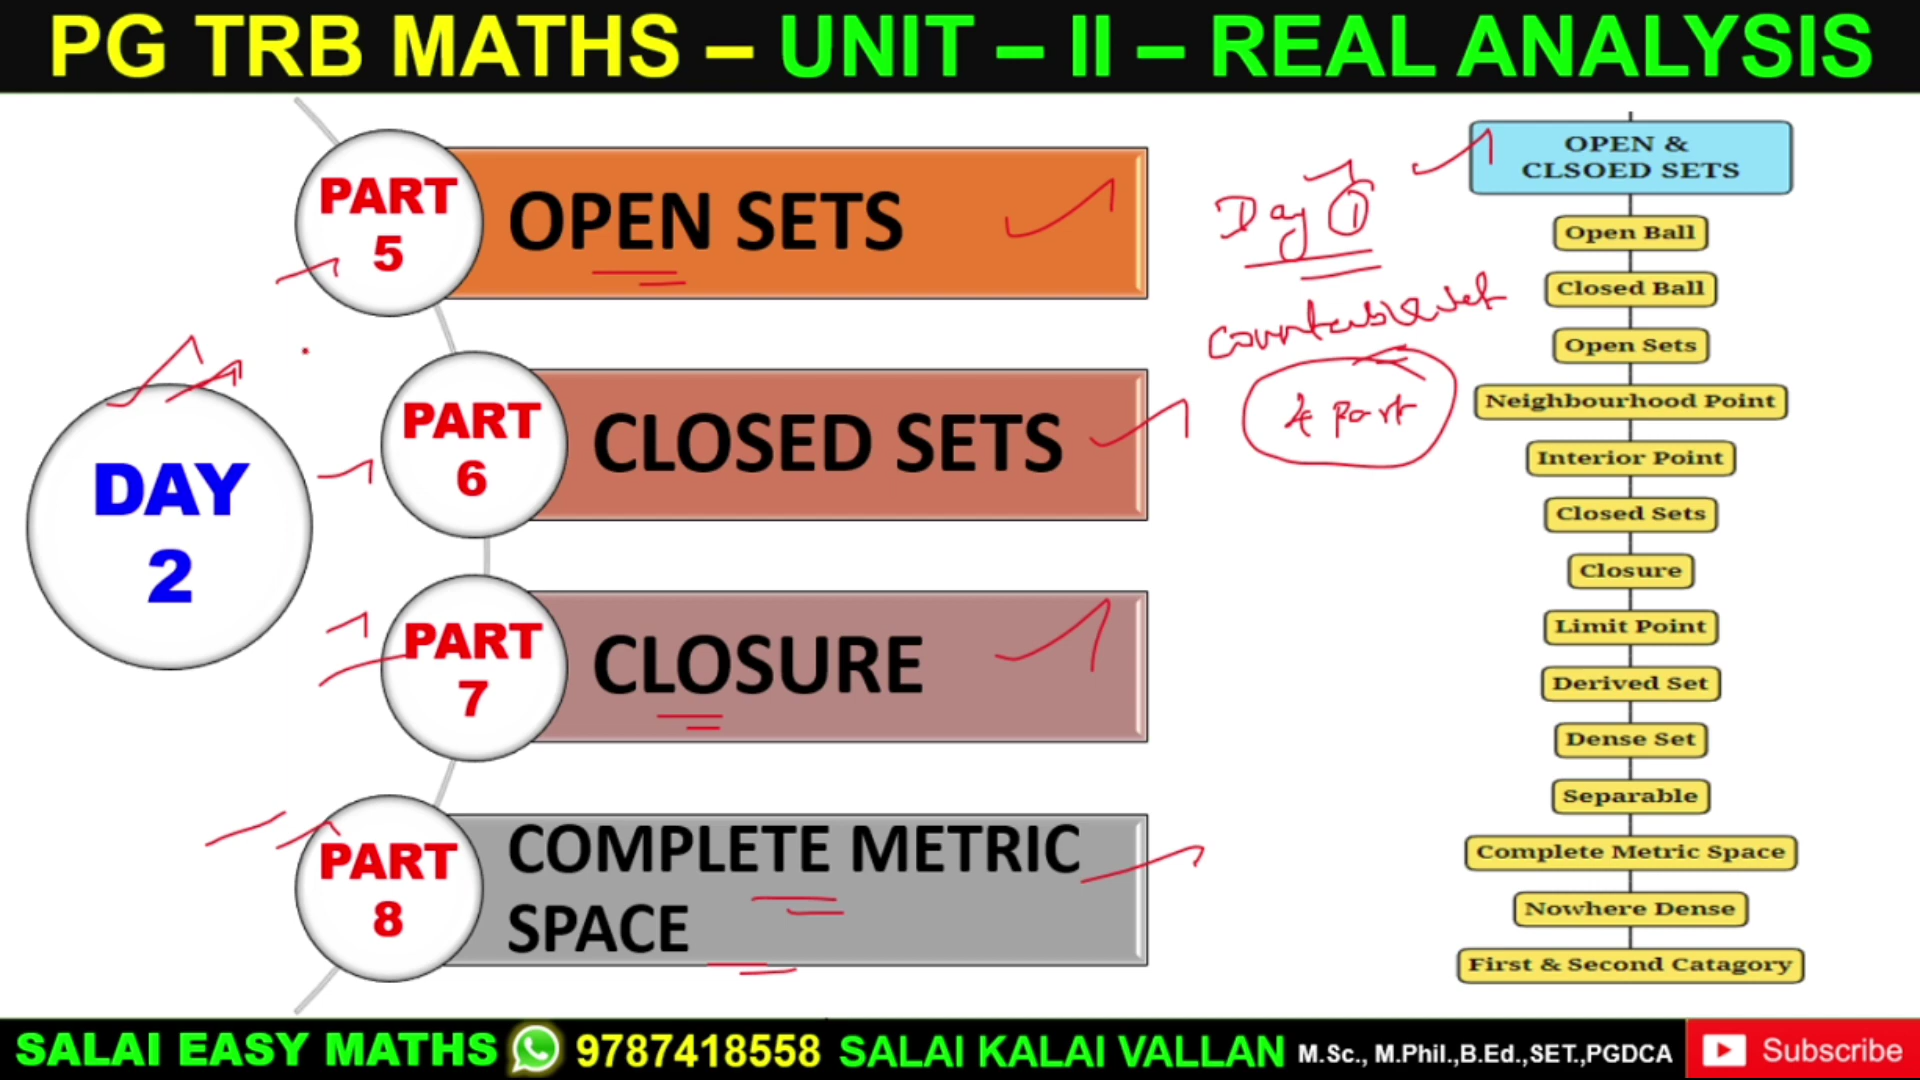 PG TRB MATHS – UNIT – II – REAL ANALYSIS
DAY
2
PART
5
OPEN SETS
PART
6
CLOSED SETS
PART
7
CLOSURE
PART
8
COMPLETE METRIC
SPACE
Day 1
Countable set
4 Part
OPEN &
CLSOED SETS
Open Ball
Closed Ball
Open Sets
Neighbourhood Point
Interior Point
Closed Sets
Closure
Limit Point
Derived Set
Dense Set
Separable
Complete Metric Space
Nowhere Dense
First & Second Catagory
SALAI EASY MATHS 9787418558 SALAI KALAI VALLAN M.Sc., M.Phil.,B.Ed.,SET.,PGDCA Subscribe